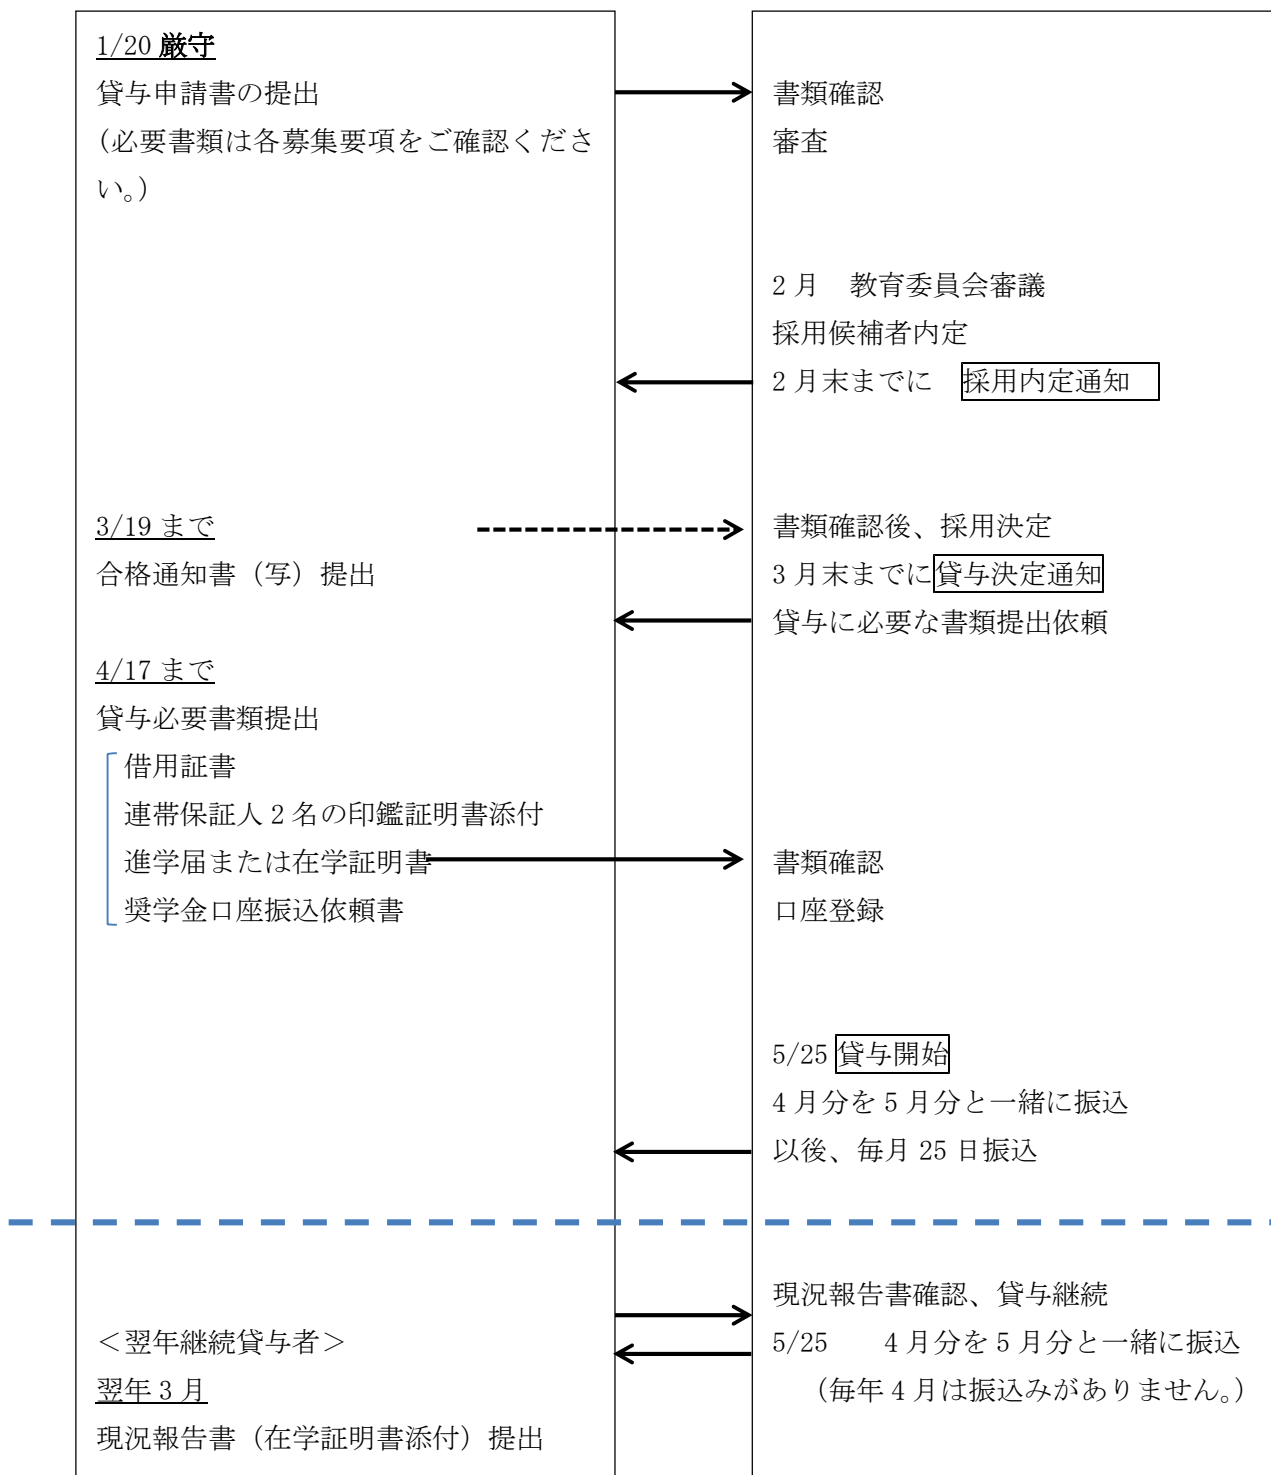 1/20 厳守
貸与申請書の提出
（必要書類は各募集要項をご確認くださ
い。）
書類確認
審査
2月　教育委員会審議
採用候補者内定
2月末までに　採用内定通知
3/19 まで
合格通知書（写）提出
書類確認後、採用決定
3月末までに貸与決定通知
貸与に必要な書類提出依頼
4/17 まで
貸与必要書類提出
借用証書
連帯保証人2名の印鑑証明書添付
進学届または在学証明書
奨学金口座振込依頼書
書類確認
口座登録
5/25 貸与開始
4月分を5月分と一緒に振込
以後、毎月25日振込
＜翌年継続貸与者＞
翌年3月
現況報告書（在学証明書添付）提出
現況報告書確認、貸与継続
5/25　　4月分を5月分と一緒に振込
（毎年4月は振込みがありません。）